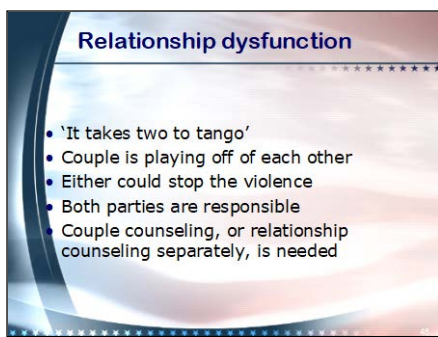 Relationship dysfunction
• ‘It takes two to tango’
• Couple is playing off of each other
• Either could stop the violence
• Both parties are responsible
• Couple counseling, or relationship
counseling separately, is needed